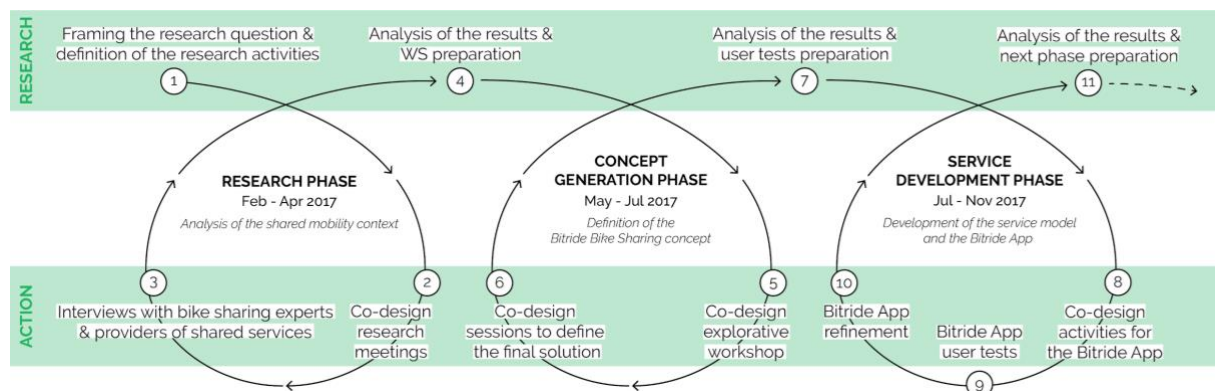 RESEARCH
Framing the research question &
definition of the research activities
1
Analysis of the results &
WS preparation
4
Analysis of the results &
user tests preparation
7
Analysis of the results &
next phase preparation
11
RESEARCH PHASE
Feb - Apr 2017
Analysis of the shared mobility context
CONCEPT
GENERATION PHASE
May - Jul 2017
Definition of the
Bitride Bike Sharing concept
SERVICE
DEVELOPMENT PHASE
Jul - Nov 2017
Development of the service model
and the Bitride App
ACTION
3
Interviews with bike sharing experts
& providers of shared services
2
Co-design
research
meetings
6
Co-design
sessions to define
the final solution
5
Co-design
explorative
workshop
10
Bitride App
refinement
Bitride App
user tests
9
8
Co-design
activities for
the Bitride App